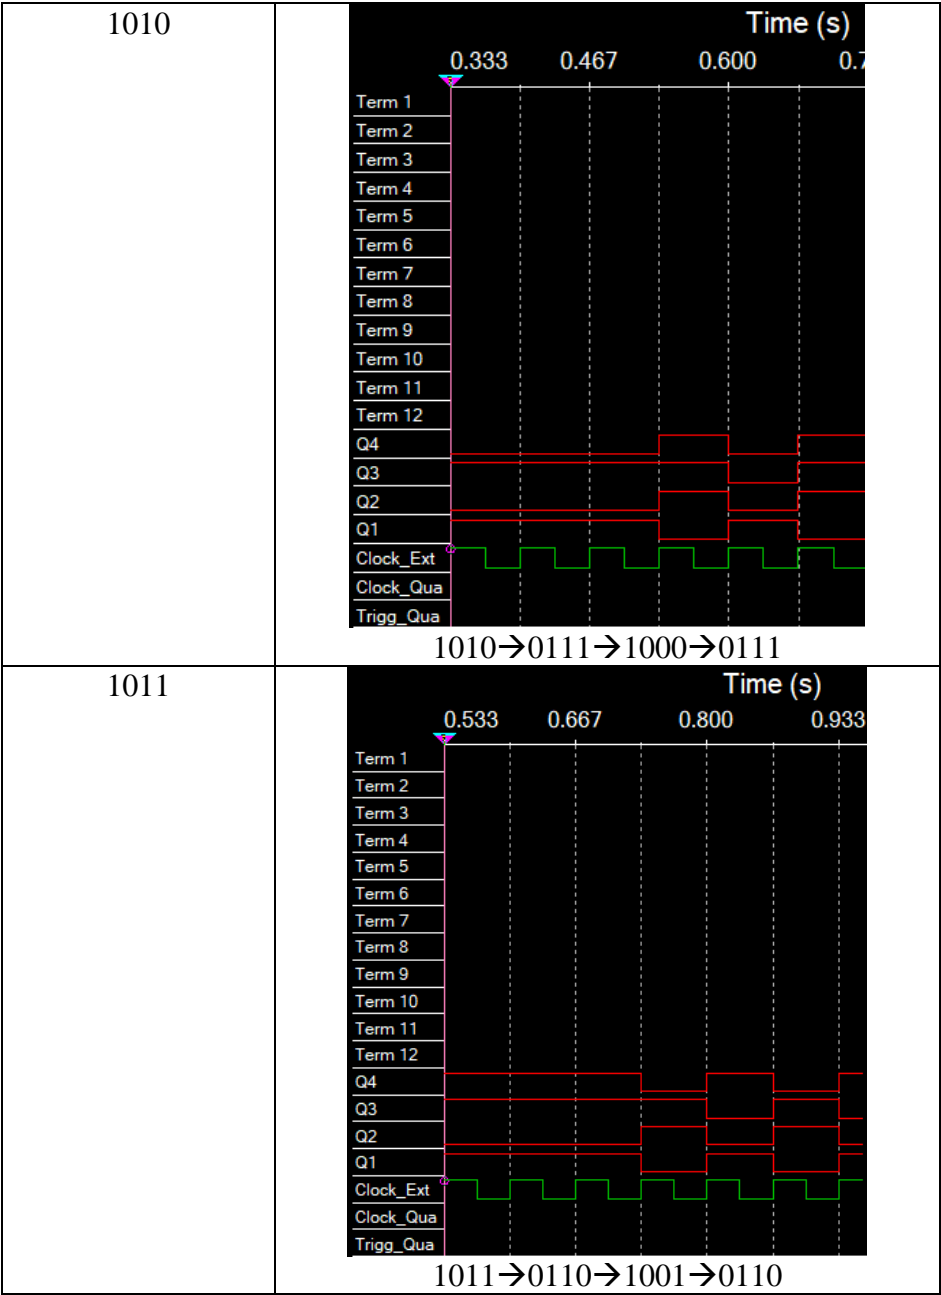 1010
Time (s)
0.333 0.467 0.600 0.7
Term 1
Term 2
Term 3
Term 4
Term 5
Term 6
Term 7
Term 8
Term 9
Term 10
Term 11
Term 12
Q4
Q3
Q2
Q1
Clock_Ext
Clock_Qua
Trigg_Qua
1010→0111→1000→0111
1011
Time (s)
0.533 0.667 0.800 0.933
Term 1
Term 2
Term 3
Term 4
Term 5
Term 6
Term 7
Term 8
Term 9
Term 10
Term 11
Term 12
Q4
Q3
Q2
Q1
Clock_Ext
Clock_Qua
Trigg_Qua
1011→0110→1001→0110